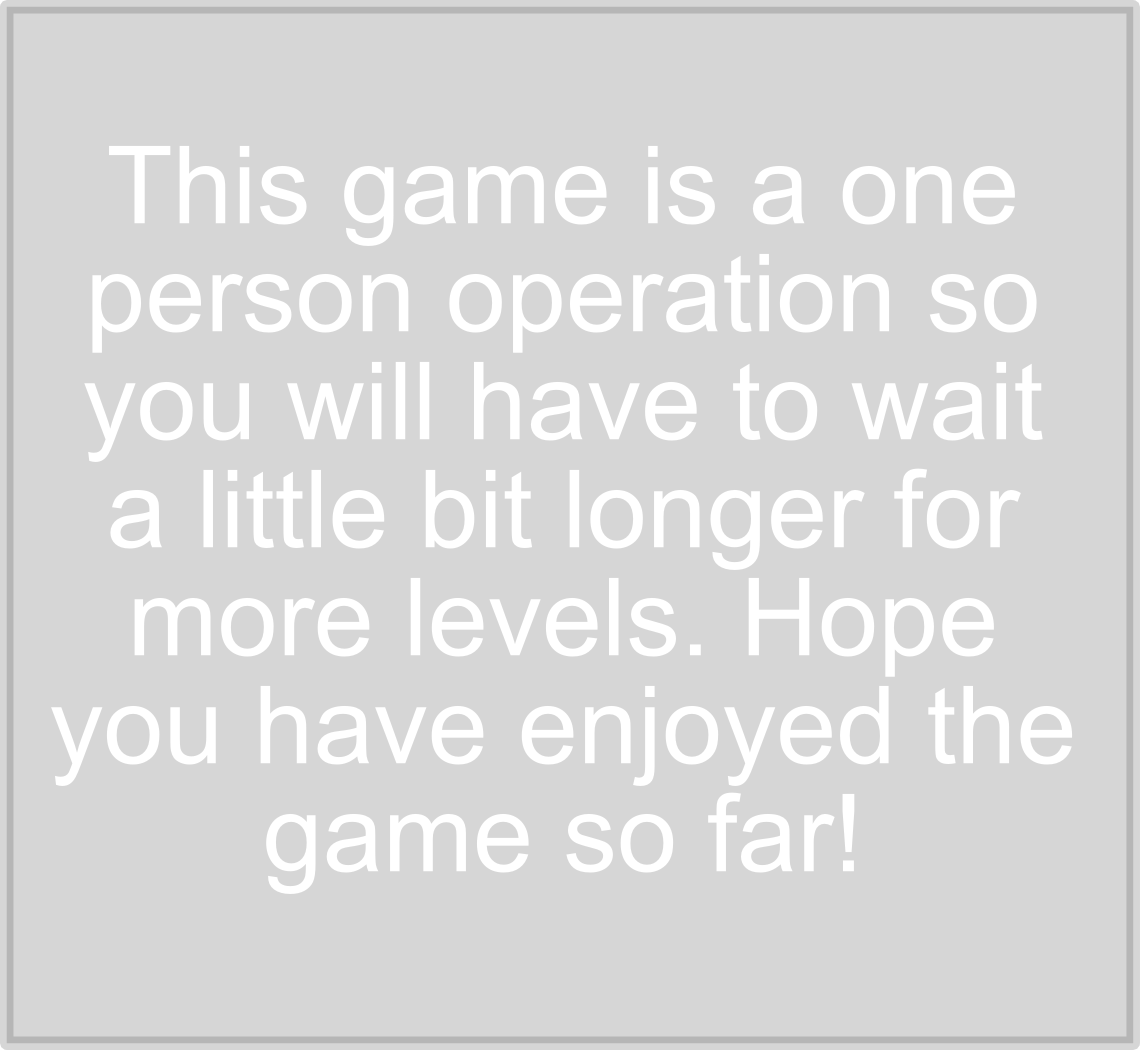 This game is a one
person operation so
you will have to wait
a little bit longer for
more levels. Hope
you have enjoyed the
game so far!